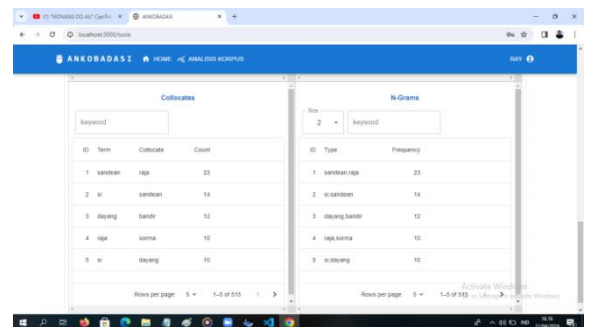 ANKOBADASI
localhost:3000/tools
ANKOBADASI HOME ANALISIS KORPUS RAY
Collocates
keyword
ID Term Collocate Count
1 sandean raja 23
2 si sandean 14
3 dayang bandir 12
4 raja sorma 10
5 si dayang 10
Rows per page: 5 1–5 of 515
N-Grams
Size
2 keyword
ID Type Frequency
1 sandean,raja 23
2 si,sandean 14
3 dayang,bandir 12
4 raja,sorma 10
5 si,dayang 10
Rows per page: 5 1–5 of 515
Activate Windows
IND 16.16